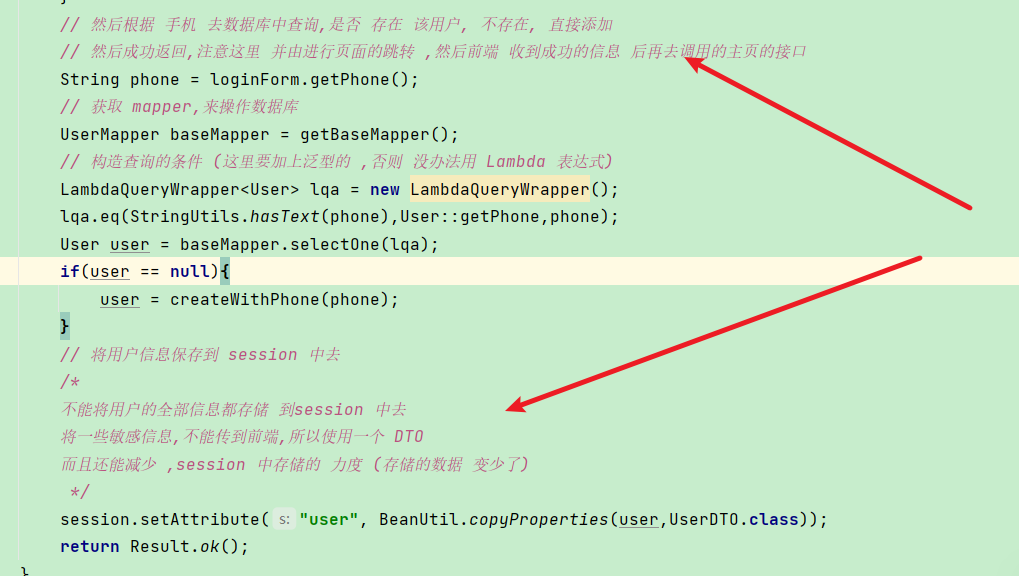 // 然后根据 手机 去数据库中查询,是否 存在 该用户, 不存在, 直接添加
// 然后成功返回,注意这里 并由进行页面的跳转 ,然后前端 收到成功的信息 后再去调用的主页的接口
String phone = loginForm.getPhone();
// 获取 mapper,来操作数据库
UserMapper baseMapper = getBaseMapper();
// 构造查询的条件 (这里要加上泛型的 ,否则 没办法用 Lambda 表达式)
LambdaQueryWrapper<User> lqa = new LambdaQueryWrapper();
lqa.eq(StringUtils.hasText(phone),User::getPhone,phone);
User user = baseMapper.selectOne(lqa);
if(user == null){
user = createWithPhone(phone);
}
// 将用户信息保存到 session 中去
/*
不能将用户的全部信息都存储 到session 中去
将一些敏感信息,不能传到前端,所以使用一个 DTO
而且还能减少 ,session 中存储的 力度 (存储的数据 变少了)
*/
session.setAttribute( s: "user", BeanUtil.copyProperties(user,UserDTO.class));
return Result.ok();
}